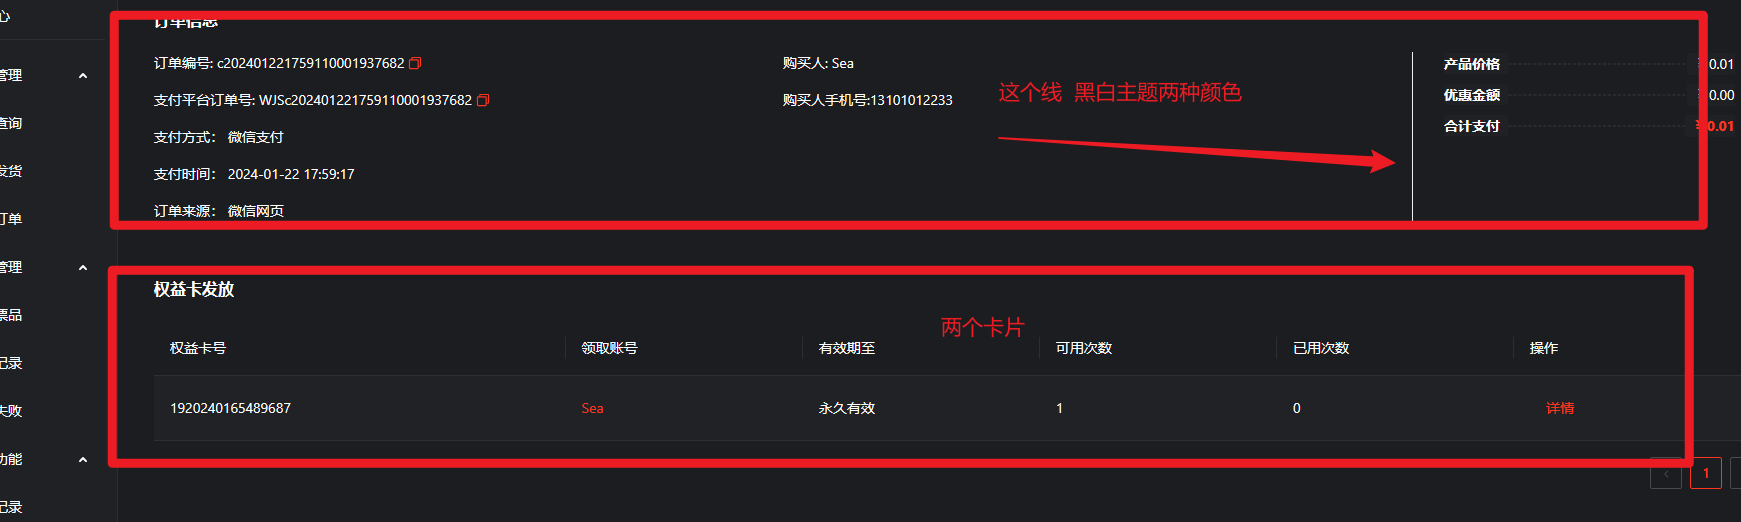 心
订单信息
管理
订单编号: c202401221759110001937682
购买人: Sea
产品价格
¥0.01
支付平台订单号: WJSc202401221759110001937682
购买人手机号:13101012233
这个线 黑白主题两种颜色
优惠金额
¥0.00
查询
支付方式: 微信支付
合计支付
¥0.01
发货
支付时间: 2024-01-22 17:59:17
订单
订单来源: 微信网页
管理
权益卡发放
票品
两个卡片
权益卡号
领取账号
有效期至
可用次数
已用次数
操作
记录
1920240165489687
Sea
永久有效
1
0
详情
失败
功能
1
记录